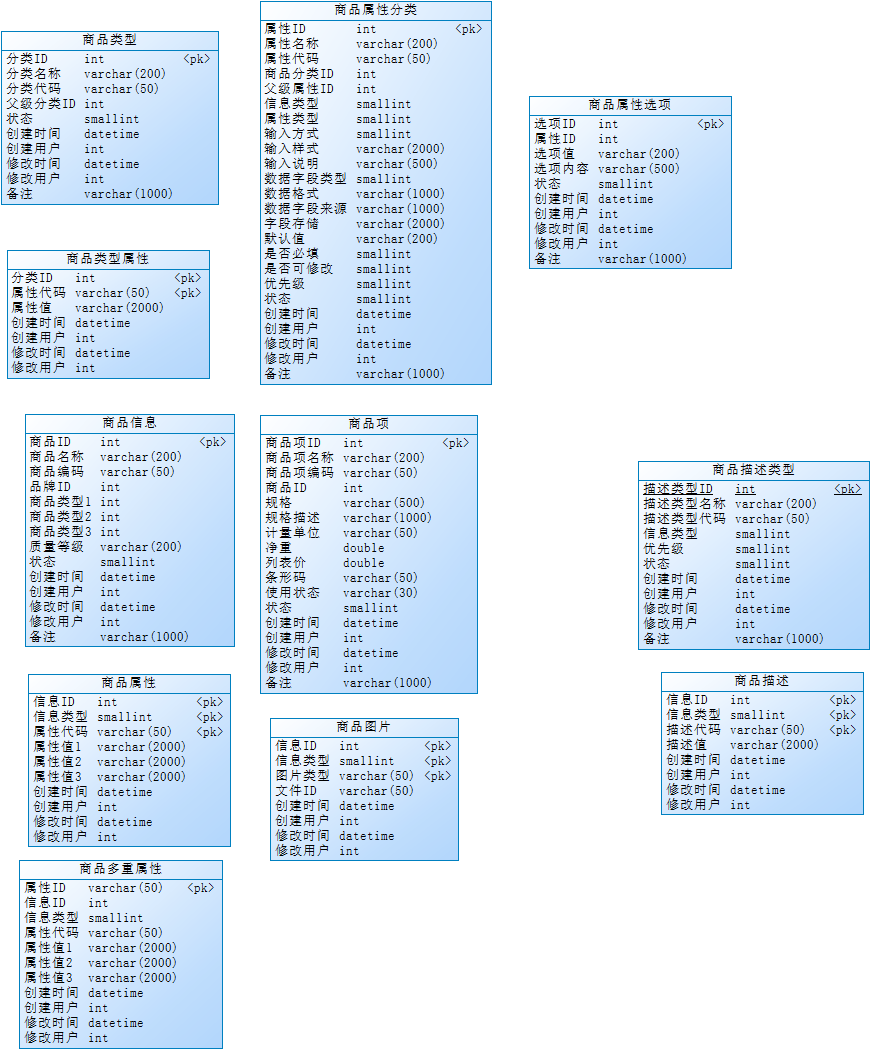 商品类型
分类ID int <pk>
分类名称 varchar(200)
分类代码 varchar(50)
父级分类ID int
状态 smallint
创建时间 datetime
创建用户 int
修改时间 datetime
修改用户 int
备注 varchar(1000)
商品属性分类
属性ID int <pk>
属性名称 varchar(200)
属性代码 varchar(50)
商品分类ID int
父级属性ID int
信息类型 smallint
属性类型 smallint
输入方式 smallint
输入样式 varchar(2000)
输入说明 varchar(500)
数据字段类型 smallint
数据格式 varchar(1000)
数据字段来源 varchar(1000)
字段存储 varchar(2000)
默认值 varchar(200)
是否必填 smallint
是否可修改 smallint
优先级 smallint
状态 smallint
创建时间 datetime
创建用户 int
修改时间 datetime
修改用户 int
备注 varchar(1000)
商品属性选项
选项ID int <pk>
属性ID int
选项值 varchar(200)
选项内容 varchar(500)
状态 smallint
创建时间 datetime
创建用户 int
修改时间 datetime
修改用户 int
备注 varchar(1000)
商品类型属性
分类ID int <pk>
属性代码 varchar(50) <pk>
属性值 varchar(2000)
创建时间 datetime
创建用户 int
修改时间 datetime
修改用户 int
商品信息
商品ID int <pk>
商品名称 varchar(200)
商品编码 varchar(50)
品牌ID int
商品类型1 int
商品类型2 int
商品类型3 int
质量等级 varchar(200)
状态 smallint
创建时间 datetime
创建用户 int
修改时间 datetime
修改用户 int
备注 varchar(1000)
商品项
商品项ID int <pk>
商品项名称 varchar(200)
商品项编码 varchar(50)
商品ID int
规格 varchar(500)
规格描述 varchar(1000)
计量单位 varchar(50)
净重 double
列表价 double
条形码 varchar(50)
使用状态 varchar(30)
状态 smallint
创建时间 datetime
创建用户 int
修改时间 datetime
修改用户 int
备注 varchar(1000)
商品描述类型
描述类型ID int <pk>
描述类型名称 varchar(200)
描述类型代码 varchar(50)
信息类型 smallint
优先级 smallint
状态 smallint
创建时间 datetime
创建用户 int
修改时间 datetime
修改用户 int
备注 varchar(1000)
商品属性
信息ID int <pk>
信息类型 smallint <pk>
属性代码 varchar(50) <pk>
属性值1 varchar(2000)
属性值2 varchar(2000)
属性值3 varchar(2000)
创建时间 datetime
创建用户 int
修改时间 datetime
修改用户 int
商品图片
信息ID int <pk>
信息类型 smallint <pk>
图片类型 varchar(50) <pk>
文件ID varchar(50)
创建时间 datetime
创建用户 int
修改时间 datetime
修改用户 int
商品描述
信息ID int <pk>
信息类型 smallint <pk>
描述代码 varchar(50) <pk>
描述值 varchar(2000)
创建时间 datetime
创建用户 int
修改时间 datetime
修改用户 int
商品多重属性
属性ID varchar(50) <pk>
信息ID int
信息类型 smallint
属性代码 varchar(50)
属性值1 varchar(2000)
属性值2 varchar(2000)
属性值3 varchar(2000)
创建时间 datetime
创建用户 int
修改时间 datetime
修改用户 int